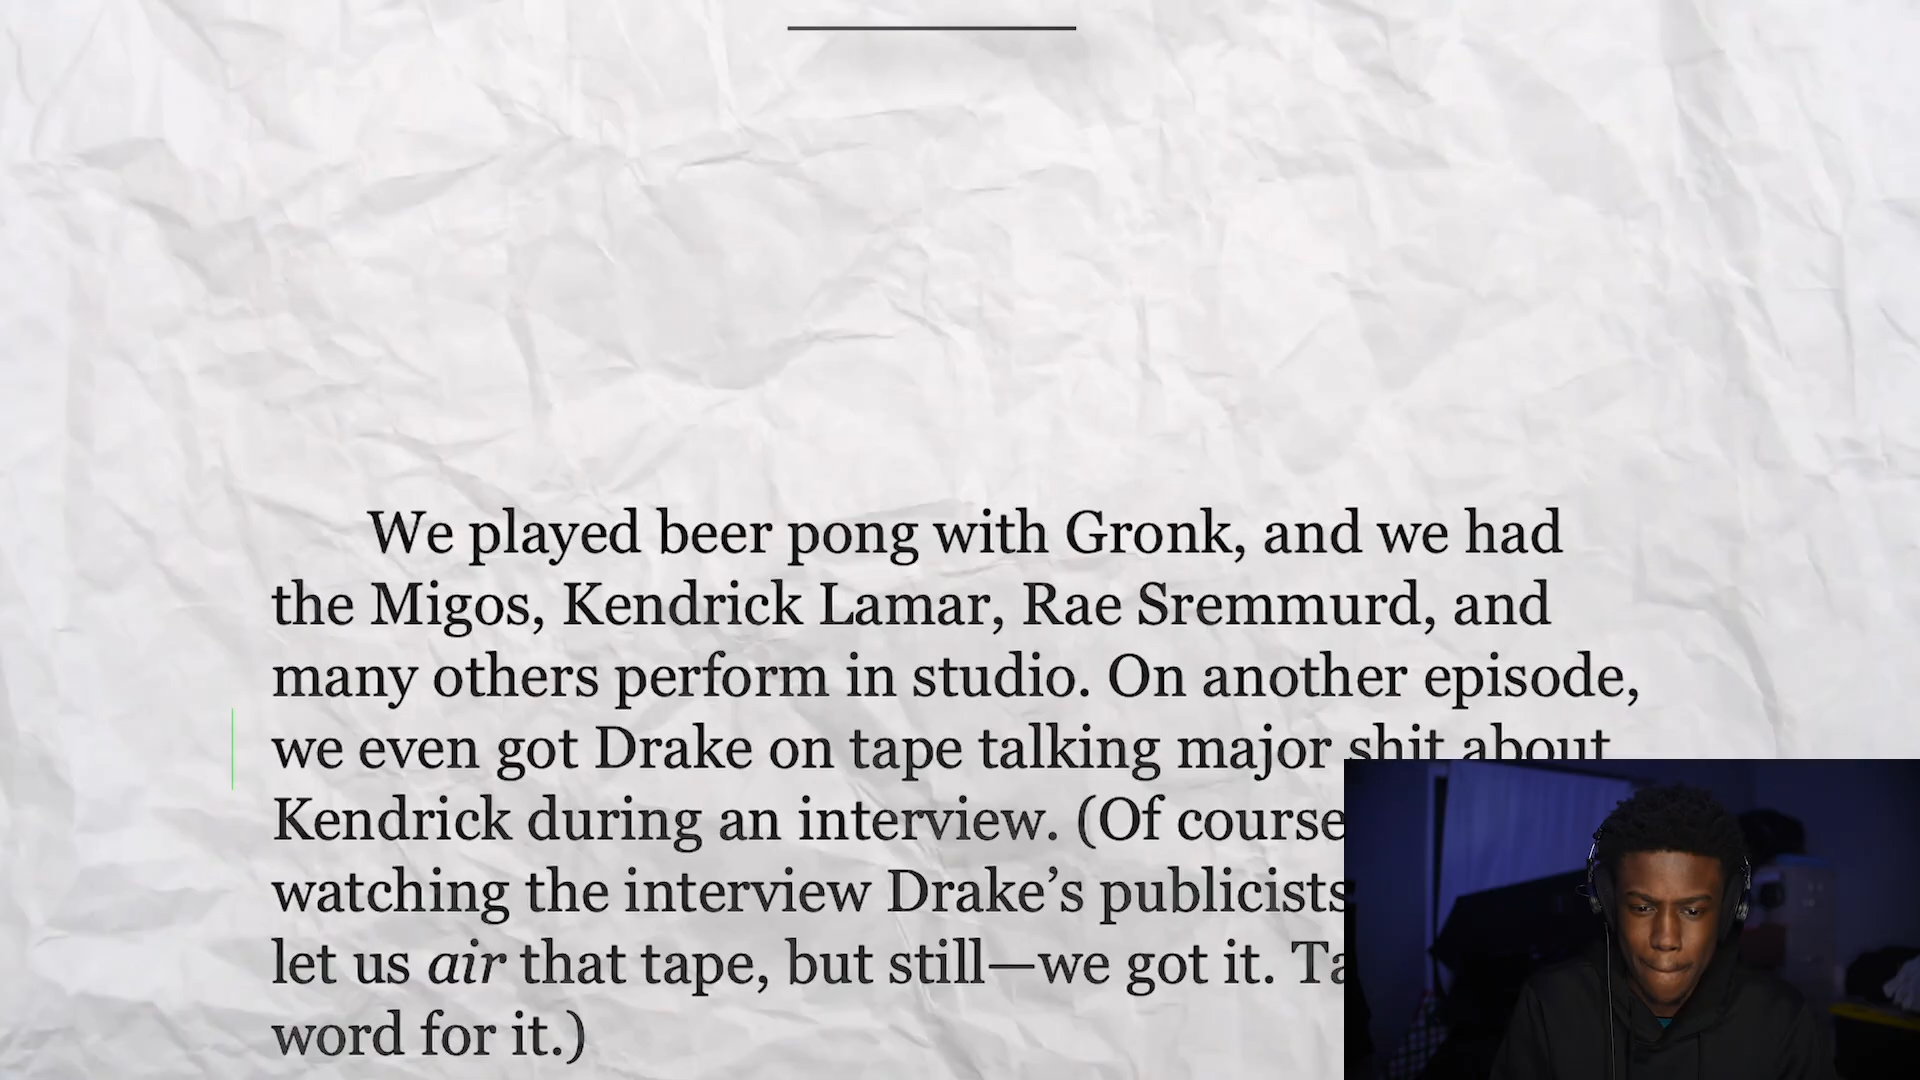 We played beer pong with Gronk, and we had
the Migos, Kendrick Lamar, Rae Sremmurd, and
many others perform in studio. On another episode,
we even got Drake on tape talking major shit about
Kendrick during an interview. (Of course
watching the interview Drake’s publicists
let us air that tape, but still—we got it.
word for it.)